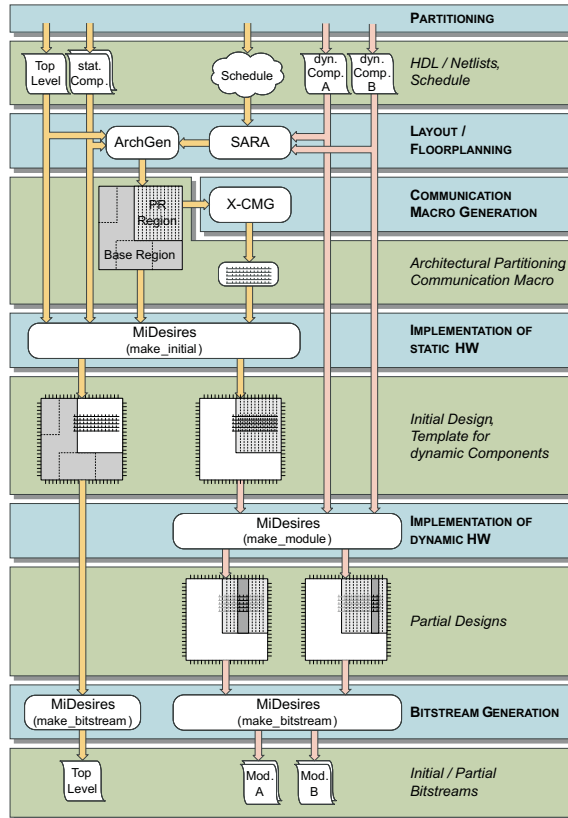 PARTITIONING
Top
Level
stat.
Comp.
Schedule
dyn.
Comp.
A
dyn.
Comp.
B
HDL / Netlists,
Schedule
ArchGen
SARA
LAYOUT /
FLOORPLANNING
PR
Region
Base Region
X-CMG
COMMUNICATION
MACRO GENERATION
Architectural Partitioning
Communication Macro
MiDesires
(make_initial)
IMPLEMENTATION OF
STATIC HW
Initial Design,
Template for
dynamic Components
MiDesires
(make_module)
IMPLEMENTATION OF
DYNAMIC HW
Partial Designs
MiDesires
(make_bitstream)
MiDesires
(make_bitstream)
BITSTREAM GENERATION
Top
Level
Mod.
A
Mod.
B
Initial / Partial
Bitstreams